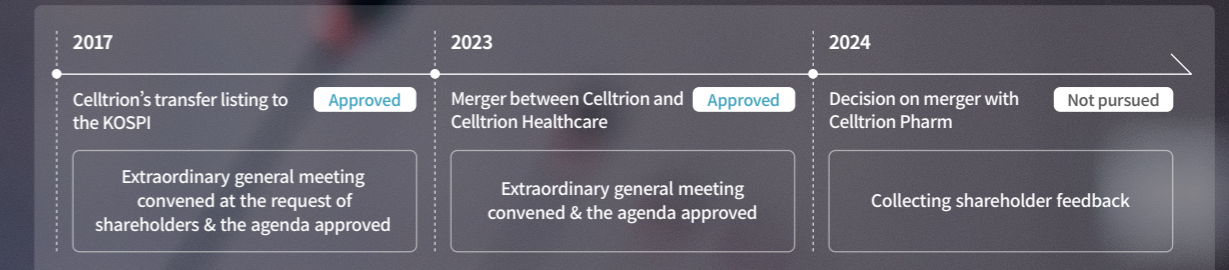 2017
Celltrion’s transfer listing to
the KOSPI
Approved
Extraordinary general meeting
convened at the request of
shareholders & the agenda approved
2023
Merger between Celltrion and
Celltrion Healthcare
Approved
Extraordinary general meeting
convened & the agenda approved
2024
Decision on merger with
Celltrion Pharm
Not pursued
Collecting shareholder feedback